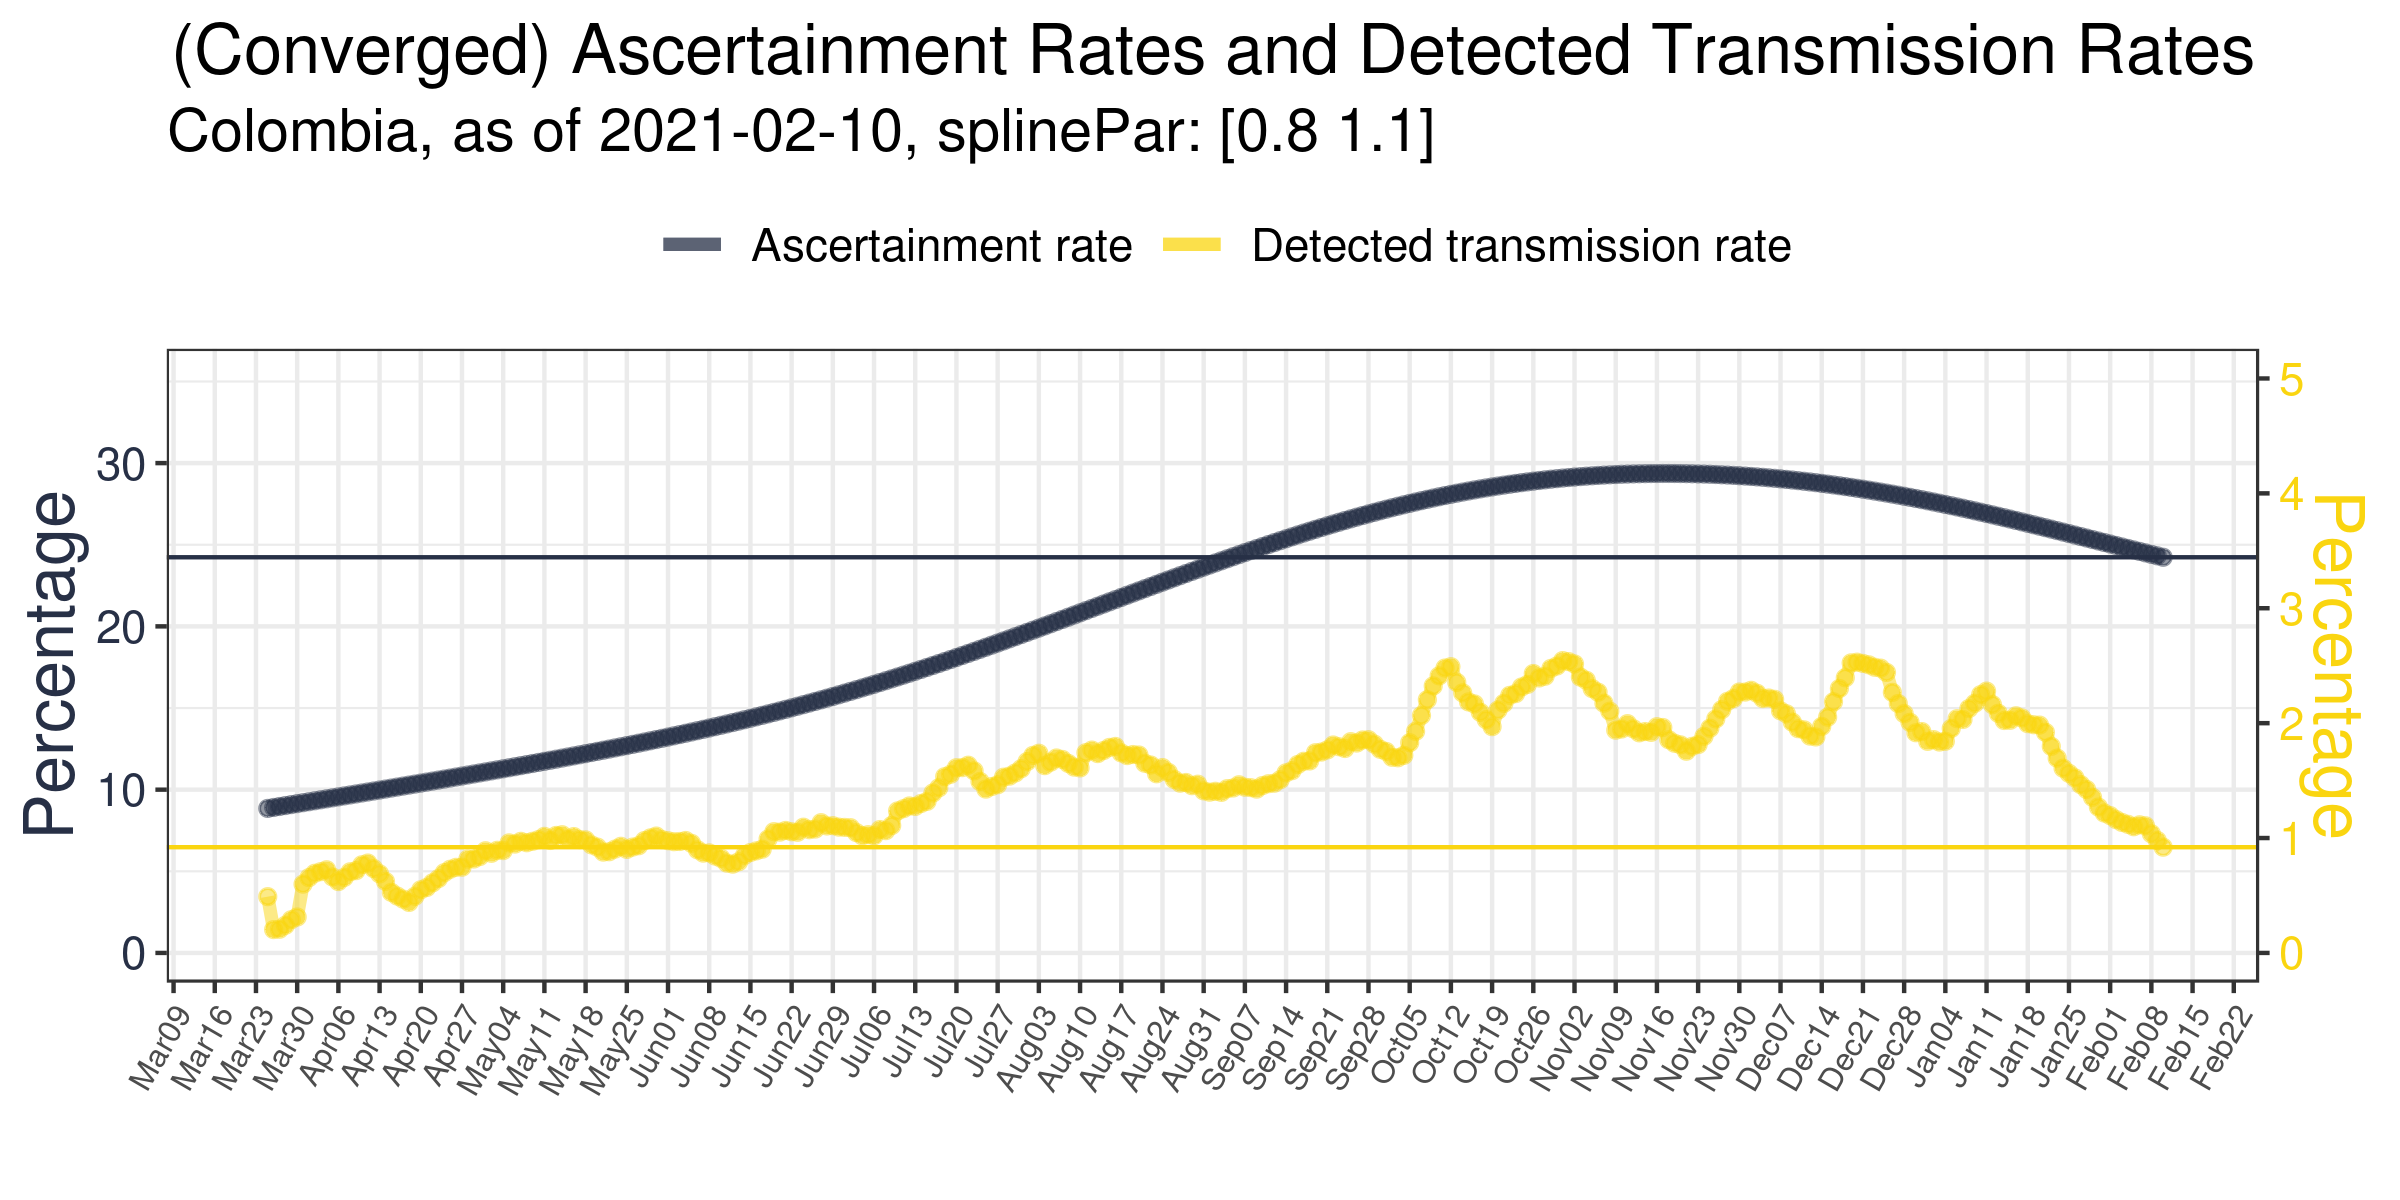 (Converged) Ascertainment Rates and Detected Transmission Rates
Colombia, as of 2021-02-10, splinePar: [0.8 1.1]
Ascertainment rate
Detected transmission rate
Percentage
30
20
10
0
5
4
3
2
1
0
Percentage
Mar09
Mar16
Mar23
Mar30
Apr06
Apr13
Apr20
Apr27
May04
May11
May18
May25
Jun01
Jun08
Jun15
Jun22
Jun29
Jul06
Jul13
Jul20
Jul27
Aug03
Aug10
Aug17
Aug24
Aug31
Sep07
Sep14
Sep21
Sep28
Oct05
Oct12
Oct19
Oct26
Nov02
Nov09
Nov16
Nov23
Nov30
Dec07
Dec14
Dec21
Dec28
Jan04
Jan11
Jan18
Jan25
Feb01
Feb08
Feb15
Feb22